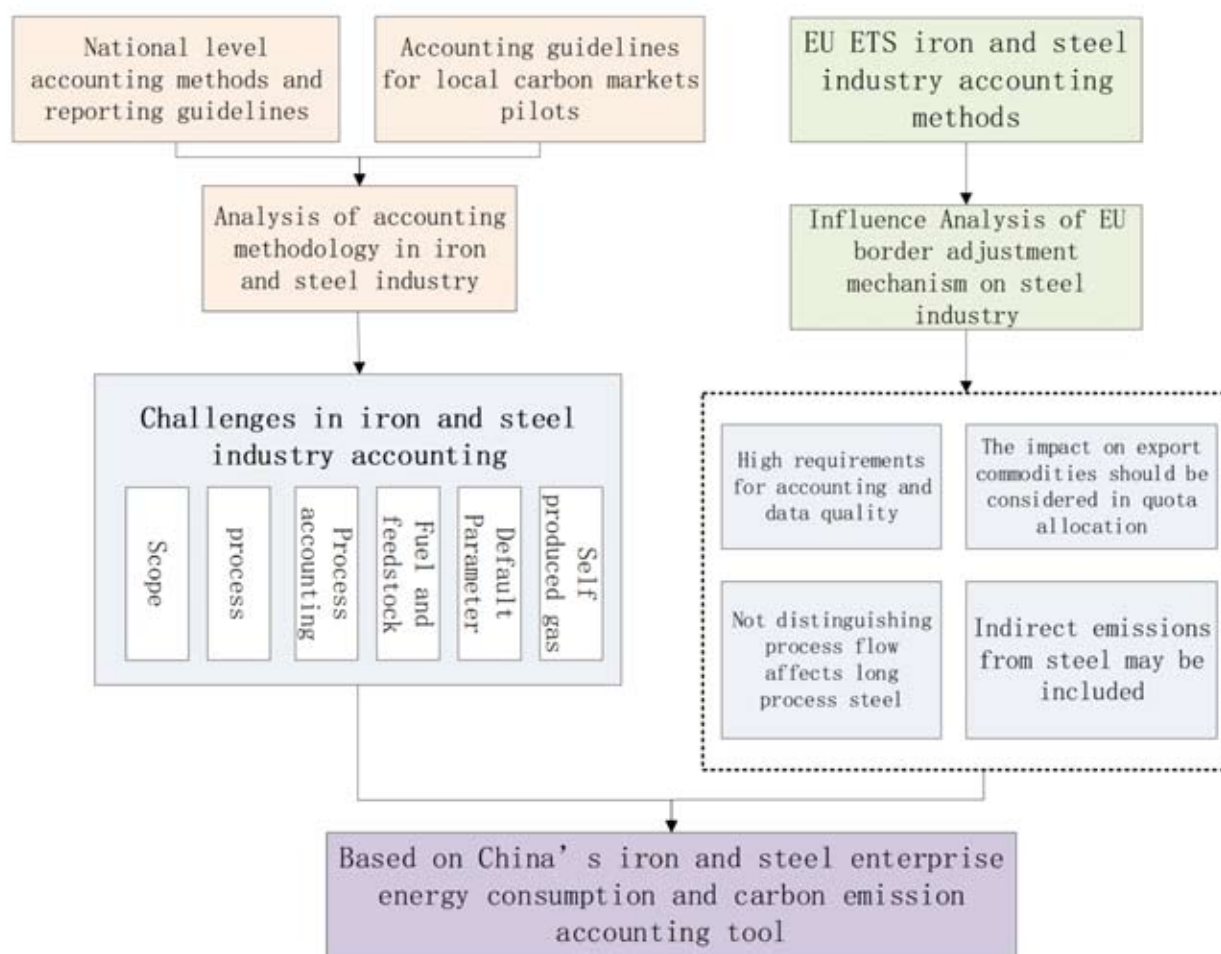 National level
accounting methods and
reporting guidelines
Accounting guidelines
for local carbon markets
pilots
EU ETS iron and steel
industry accounting
methods
Analysis of accounting
methodology in iron
and steel industry
Influence Analysis of EU
border adjustment
mechanism on steel
industry
Challenges in iron and steel
industry accounting
Scope
process
Process
accounting
Fuel and
feedstock
Default
Parameter
Self
produced gas
High requirements
for accounting and
data quality
The impact on export
commodities should be
considered in quota
allocation
Not distinguishing
process flow
affects long
process steel
Indirect emissions
from steel may be
included
Based on China’s iron and steel enterprise
energy consumption and carbon emission
accounting tool